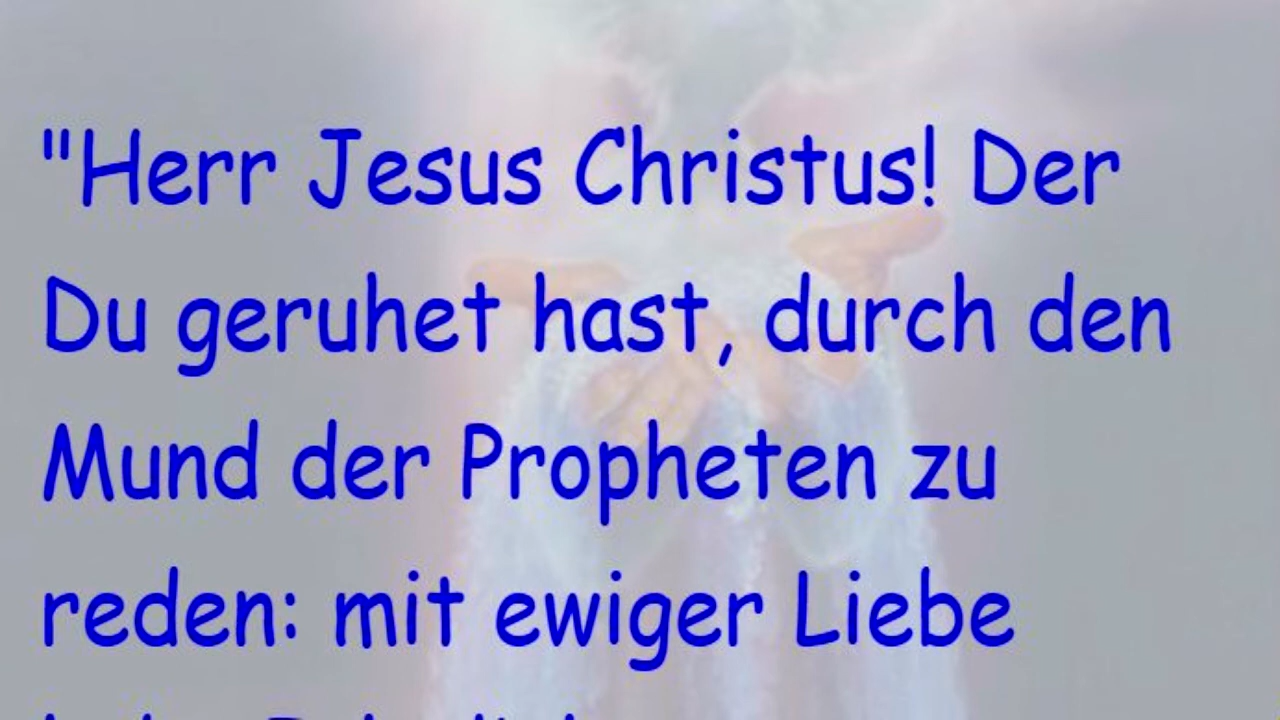 "Herr Jesus Christus! Der
Du geruhet hast, durch den
Mund der Propheten zu
reden: mit ewiger Liebe